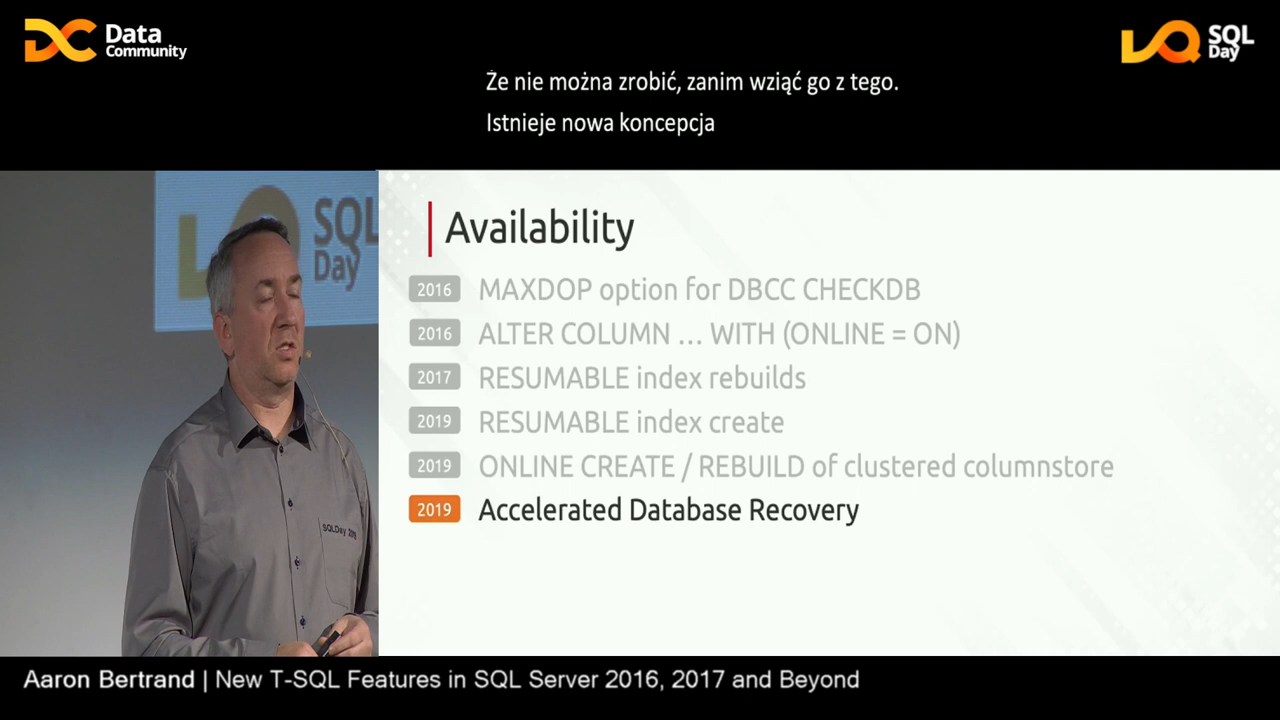 Data
Community
SQL
Day
Że nie można zrobić, zanim wziąć go z tego.
Istnieje nowa koncepcja
SQL
Day
Availability
2016 MAXDOP option for DBCC CHECKDB
2016 ALTER COLUMN … WITH (ONLINE = ON)
2017 RESUMABLE index rebuilds
2019 RESUMABLE index create
2019 ONLINE CREATE / REBUILD of clustered columnstore
2019 Accelerated Database Recovery
SQLDay
Aaron Bertrand | New T-SQL Features in SQL Server 2016, 2017 and Beyond